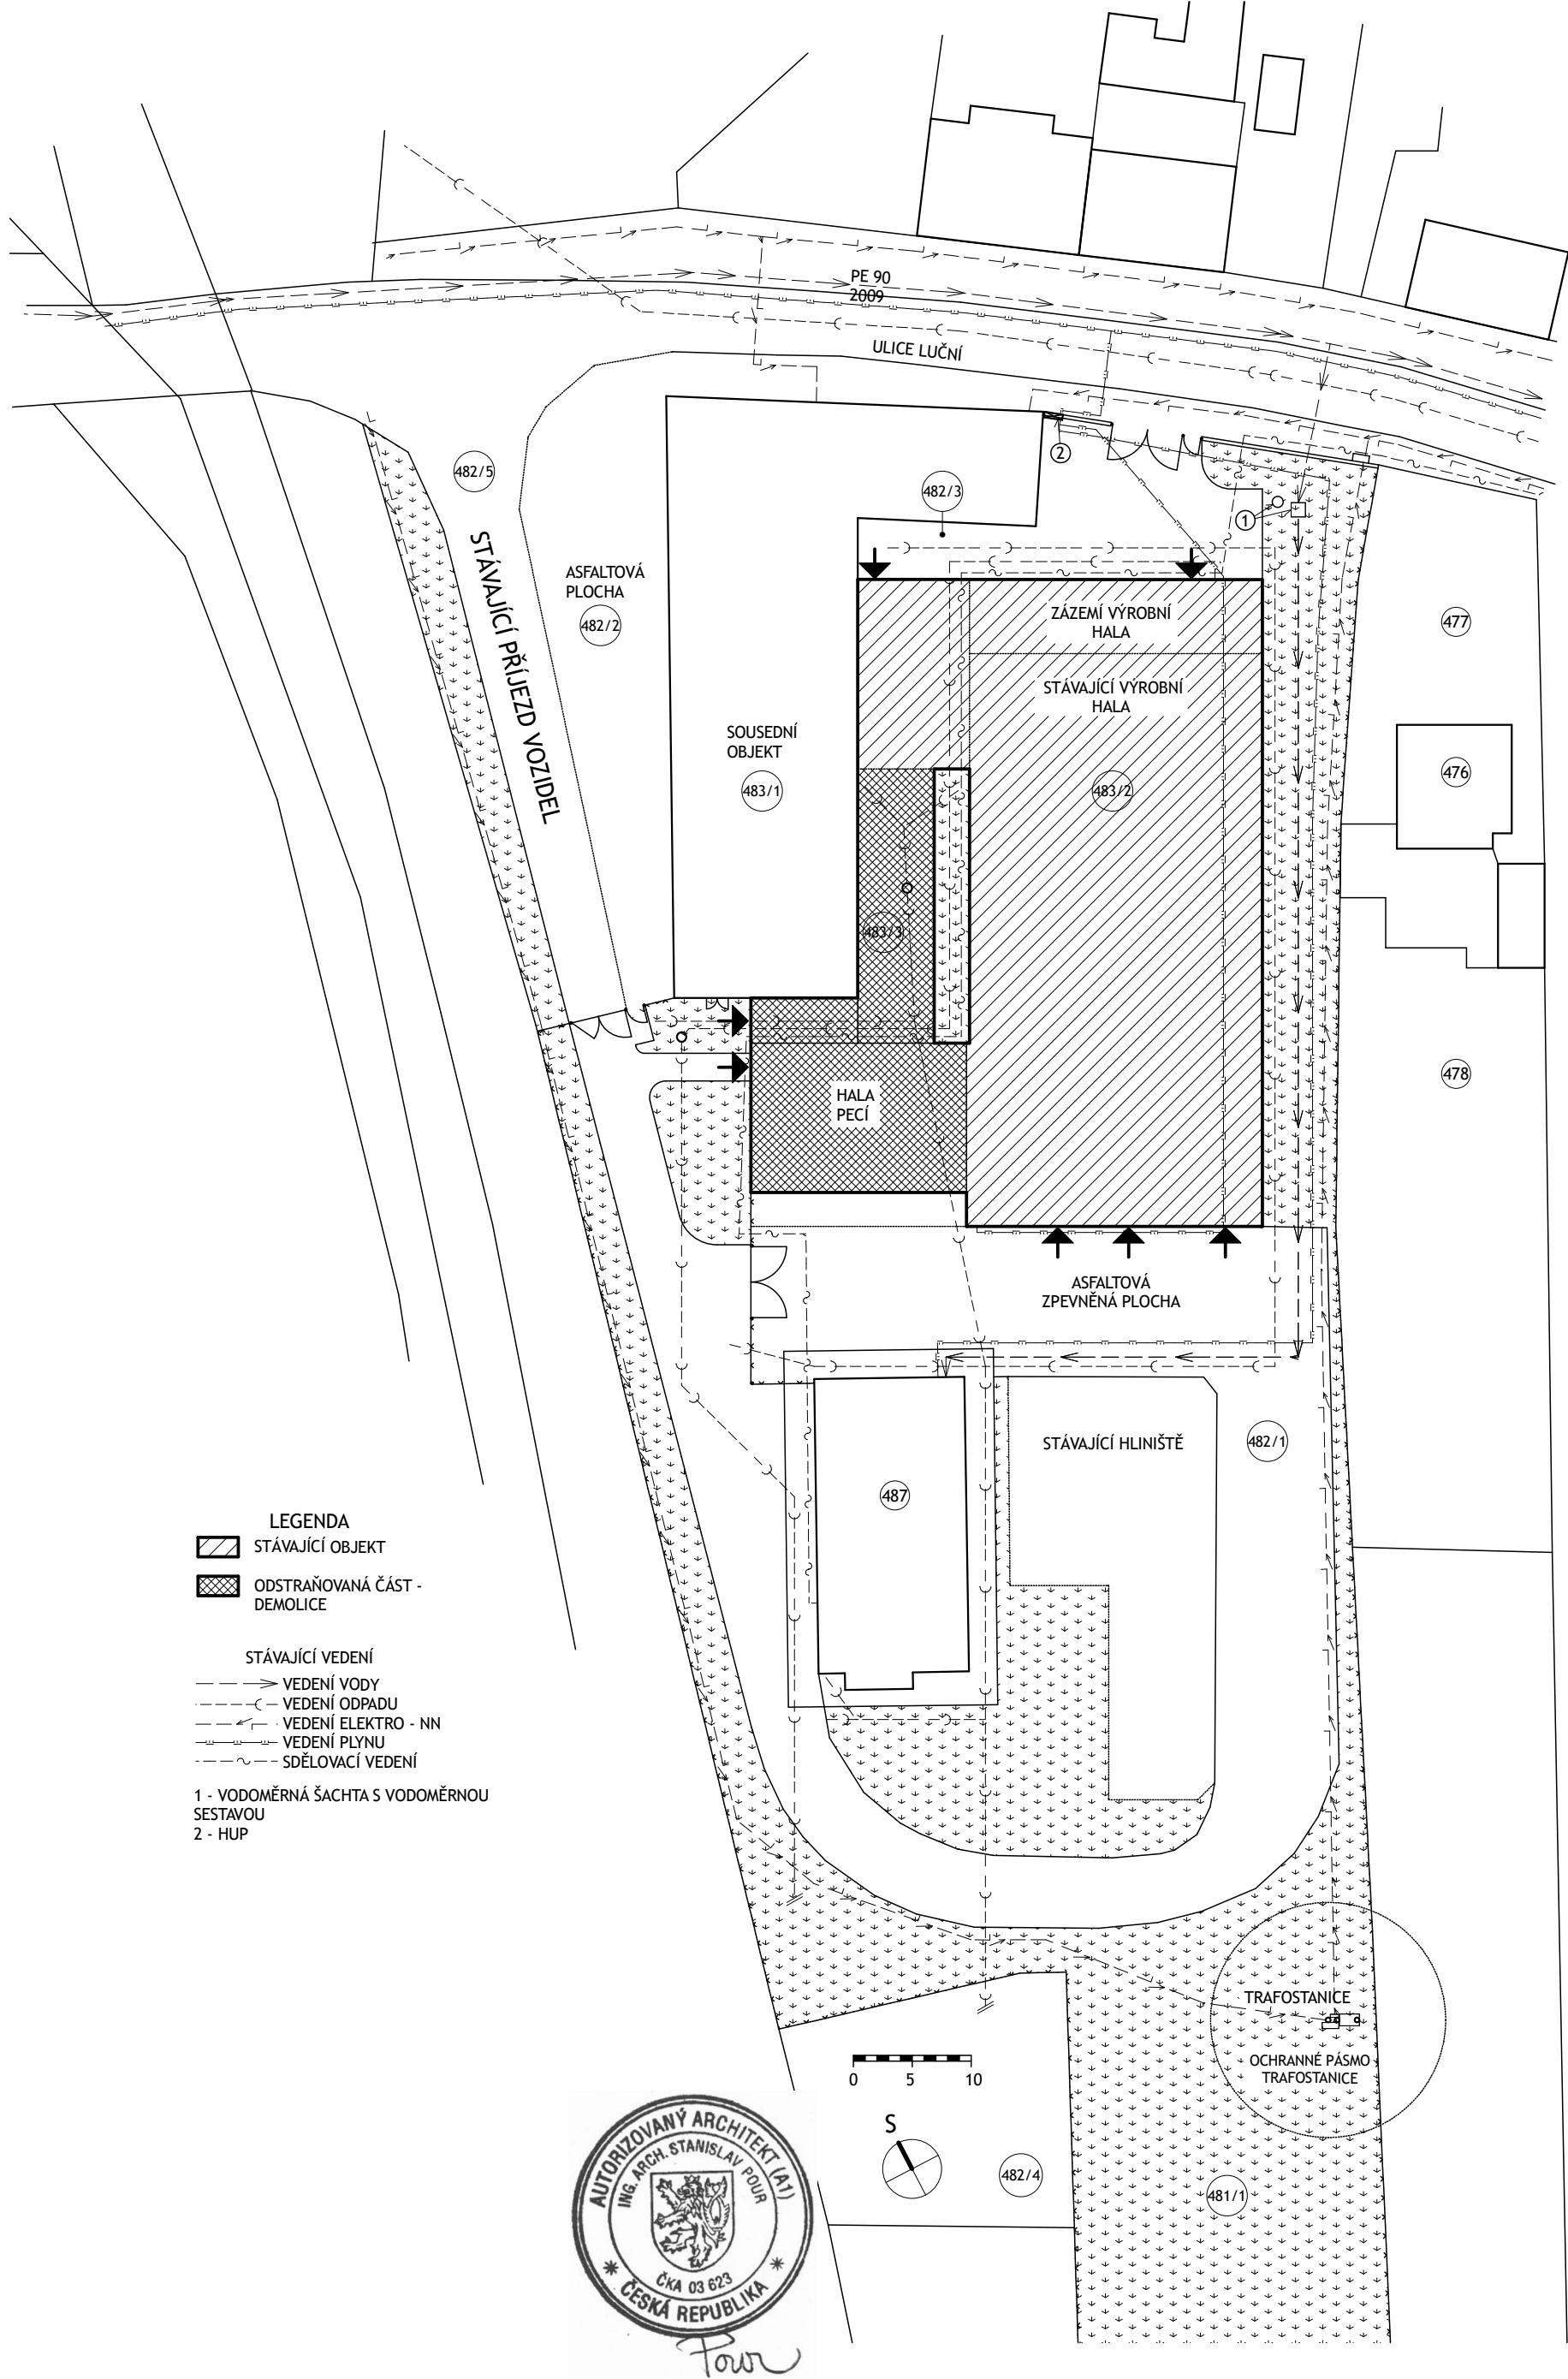 PE 90
2009
ULICE LUČNÍ
482/5
2
482/3
1
STÁVAJÍCÍ PŘÍJEZD VOZIDEL
ASFALTOVÁ
PLOCHA
482/2
ZÁZEMÍ VÝROBNÍ
HALA
477
STÁVAJÍCÍ VÝROBNÍ
HALA
SOUSEDNÍ
OBJEKT
483/1
483/2
476
483/3
478
HALA
PECÍ
ASFALTOVÁ
ZPEVNĚNÁ PLOCHA
STÁVAJÍCÍ HLINIŠTĚ
482/1
487
LEGENDA
STÁVAJÍCÍ OBJEKT
ODSTRAŇOVANÁ ČÁST -
DEMOLICE
STÁVAJÍCÍ VEDENÍ
VEDENÍ VODY
VEDENÍ ODPADU
VEDENÍ ELEKTRO - NN
VEDENÍ PLYNU
SDĚLOVACÍ VEDENÍ
1 - VODOMĚRNÁ ŠACHTA S VODOMĚRNOU
SESTAVOU
2 - HUP
TRAFOSTANICE
OCHRANNÉ PÁSMO
TRAFOSTANICE
0 5 10
S
482/4
481/1
AUTORIZOVANÝ ARCHITEKT (A1)
ING. ARCH. STANISLAV POUR
ČKA 03 623
* ČESKÁ REPUBLIKA *
Pour